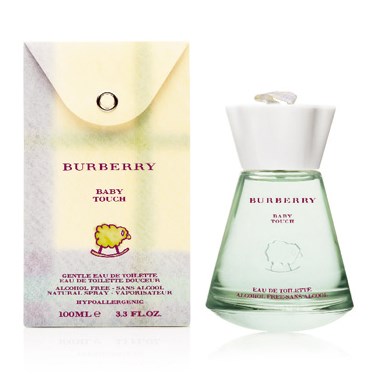 BURBERRY
BABY
TOUCH
GENTLE EAU DE TOILETTE
EAU DE TOILETTE DOUCEUR
ALCOHOL FREE - SANS ALCOOL
NATURAL SPRAY - VAPORISATEUR
HYPOALLERGENIG
100ML e 3.3 FL.OZ.
BURBERRY
BABY
TOUCH
EAU DE TOILETTE
ALCOHOL FREE·SANS ALCOOL